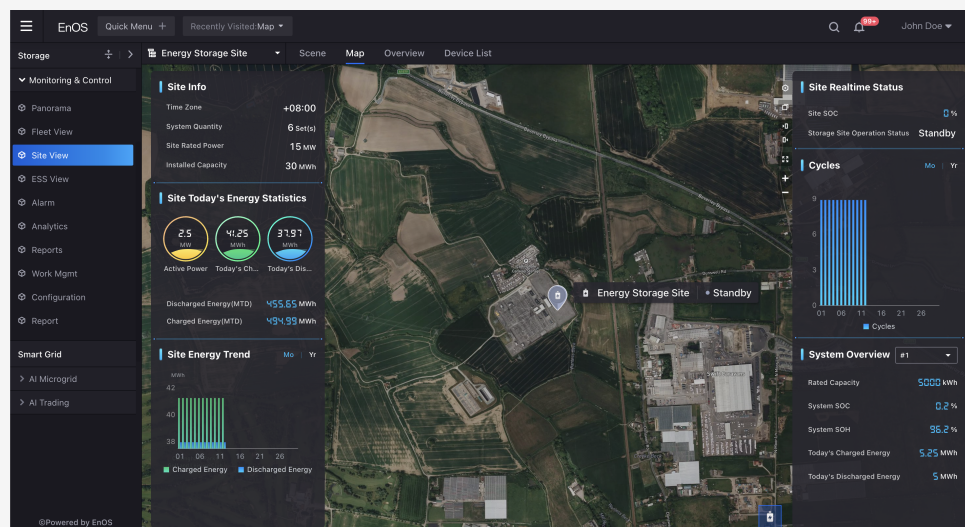 EnOS
Quick Menu +
Recently Visited:Map
99+
John Doe
Storage
Energy Storage Site
Scene
Map
Overview
Device List
Monitoring & Control
Panorama
Fleet View
Site View
ESS View
Alarm
Analytics
Reports
Work Mgmt
Configuration
Report
Smart Grid
AI Microgrid
AI Trading
©Powered by EnOS
Site Info
Time Zone +08:00
System Quantity 6 Set(s)
Site Rated Power 15 MW
Installed Capacity 30 MWh
Site Today's Energy Statistics
2.5 MW
41.25 MWh
37.97 MWh
Active Power
Today's Ch...
Today's Dis...
Discharged Energy(MTD) 455.65 MWh
Charged Energy(MTD) 494.99 MWh
Site Energy Trend Mo Yr
MWh
42
40
38
01 06 11 16 21 26
Charged Energy
Discharged Energy
Energy Storage Site
Standby
Site Realtime Status
Site SOC 0 %
Storage Site Operation Status Standby
Cycles Mo Yr
9
6
3
0
01 06 11 16 21 26
Cycles
System Overview #1
Rated Capacity 5000 kWh
System SOC 0.2 %
System SOH 96.2 %
Today's Charged Energy 5.25 MWh
Today's Discharged Energy 5 MWh